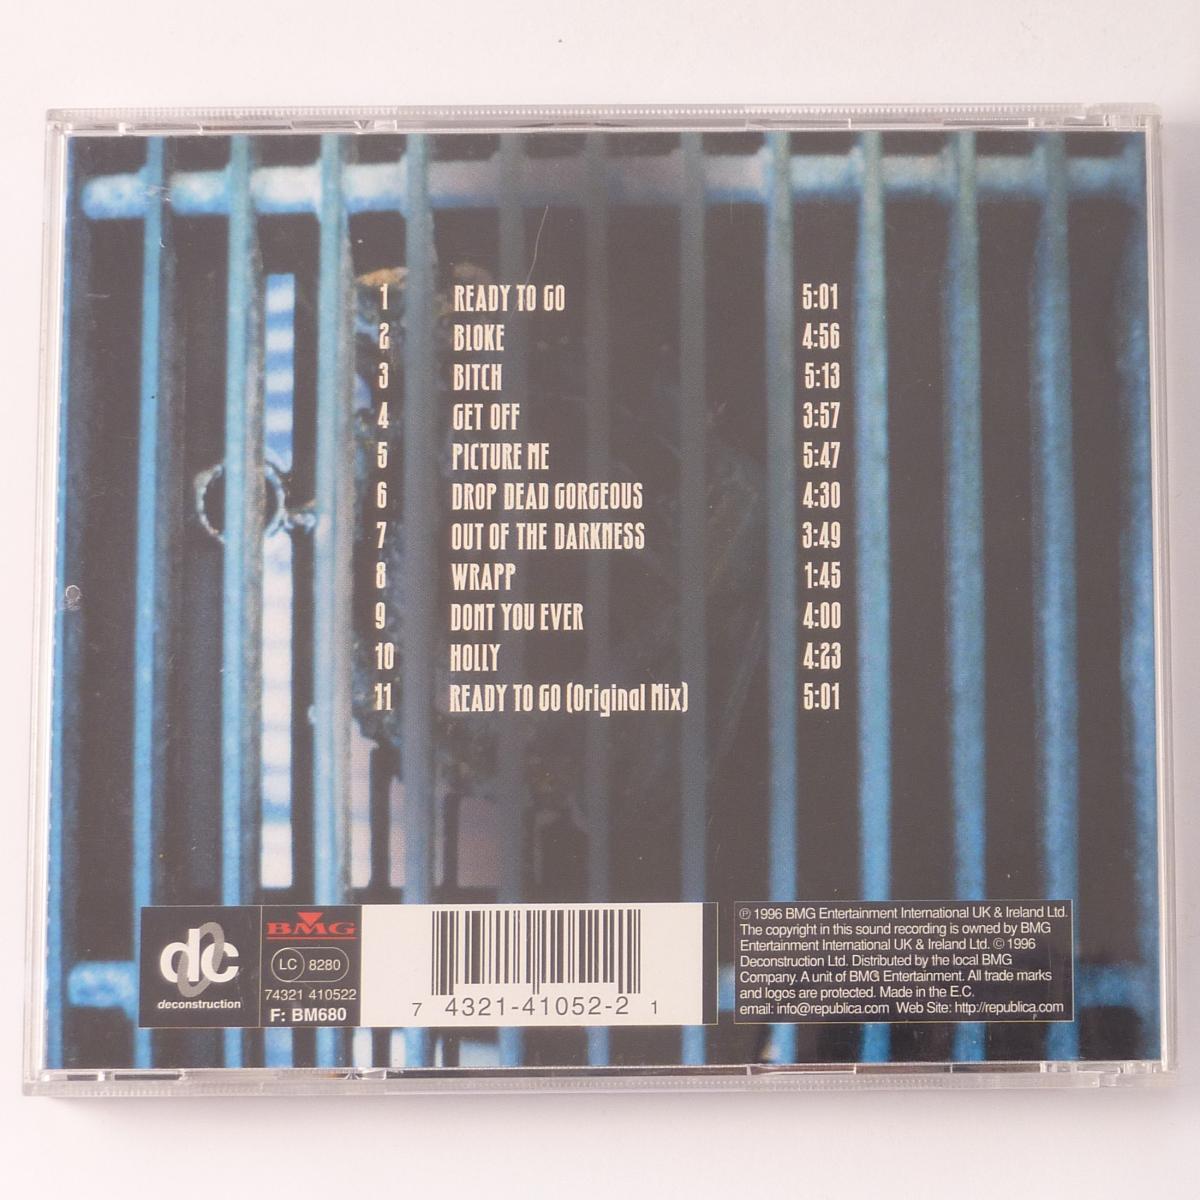 1 READY TO GO 5:01
2 BLOKE 4:56
3 BITCH 5:13
4 GET OFF 3:57
5 PICTURE ME 5:47
6 DROP DEAD GORGEOUS 4:30
7 OUT OF THE DARKNESS 3:49
8 WRAPP 1:45
9 DONT YOU EVER 4:00
10 HOLLY 4:23
11 READY TO GO (Original Mix) 5:01
dc
deconstruction
BMG
LC 8280
74321 410522
F: BM680
7 4321-41052-2 1
℗ 1996 BMG Entertainment International UK & Ireland Ltd.
The copyright in this sound recording is owned by BMG
Entertainment International UK & Ireland Ltd. © 1996
Deconstruction Ltd. Distributed by the local BMG
Company. A unit of BMG Entertainment. All trade marks
and logos are protected. Made in the E.C.
email: info@republica.com Web Site: http://republica.com